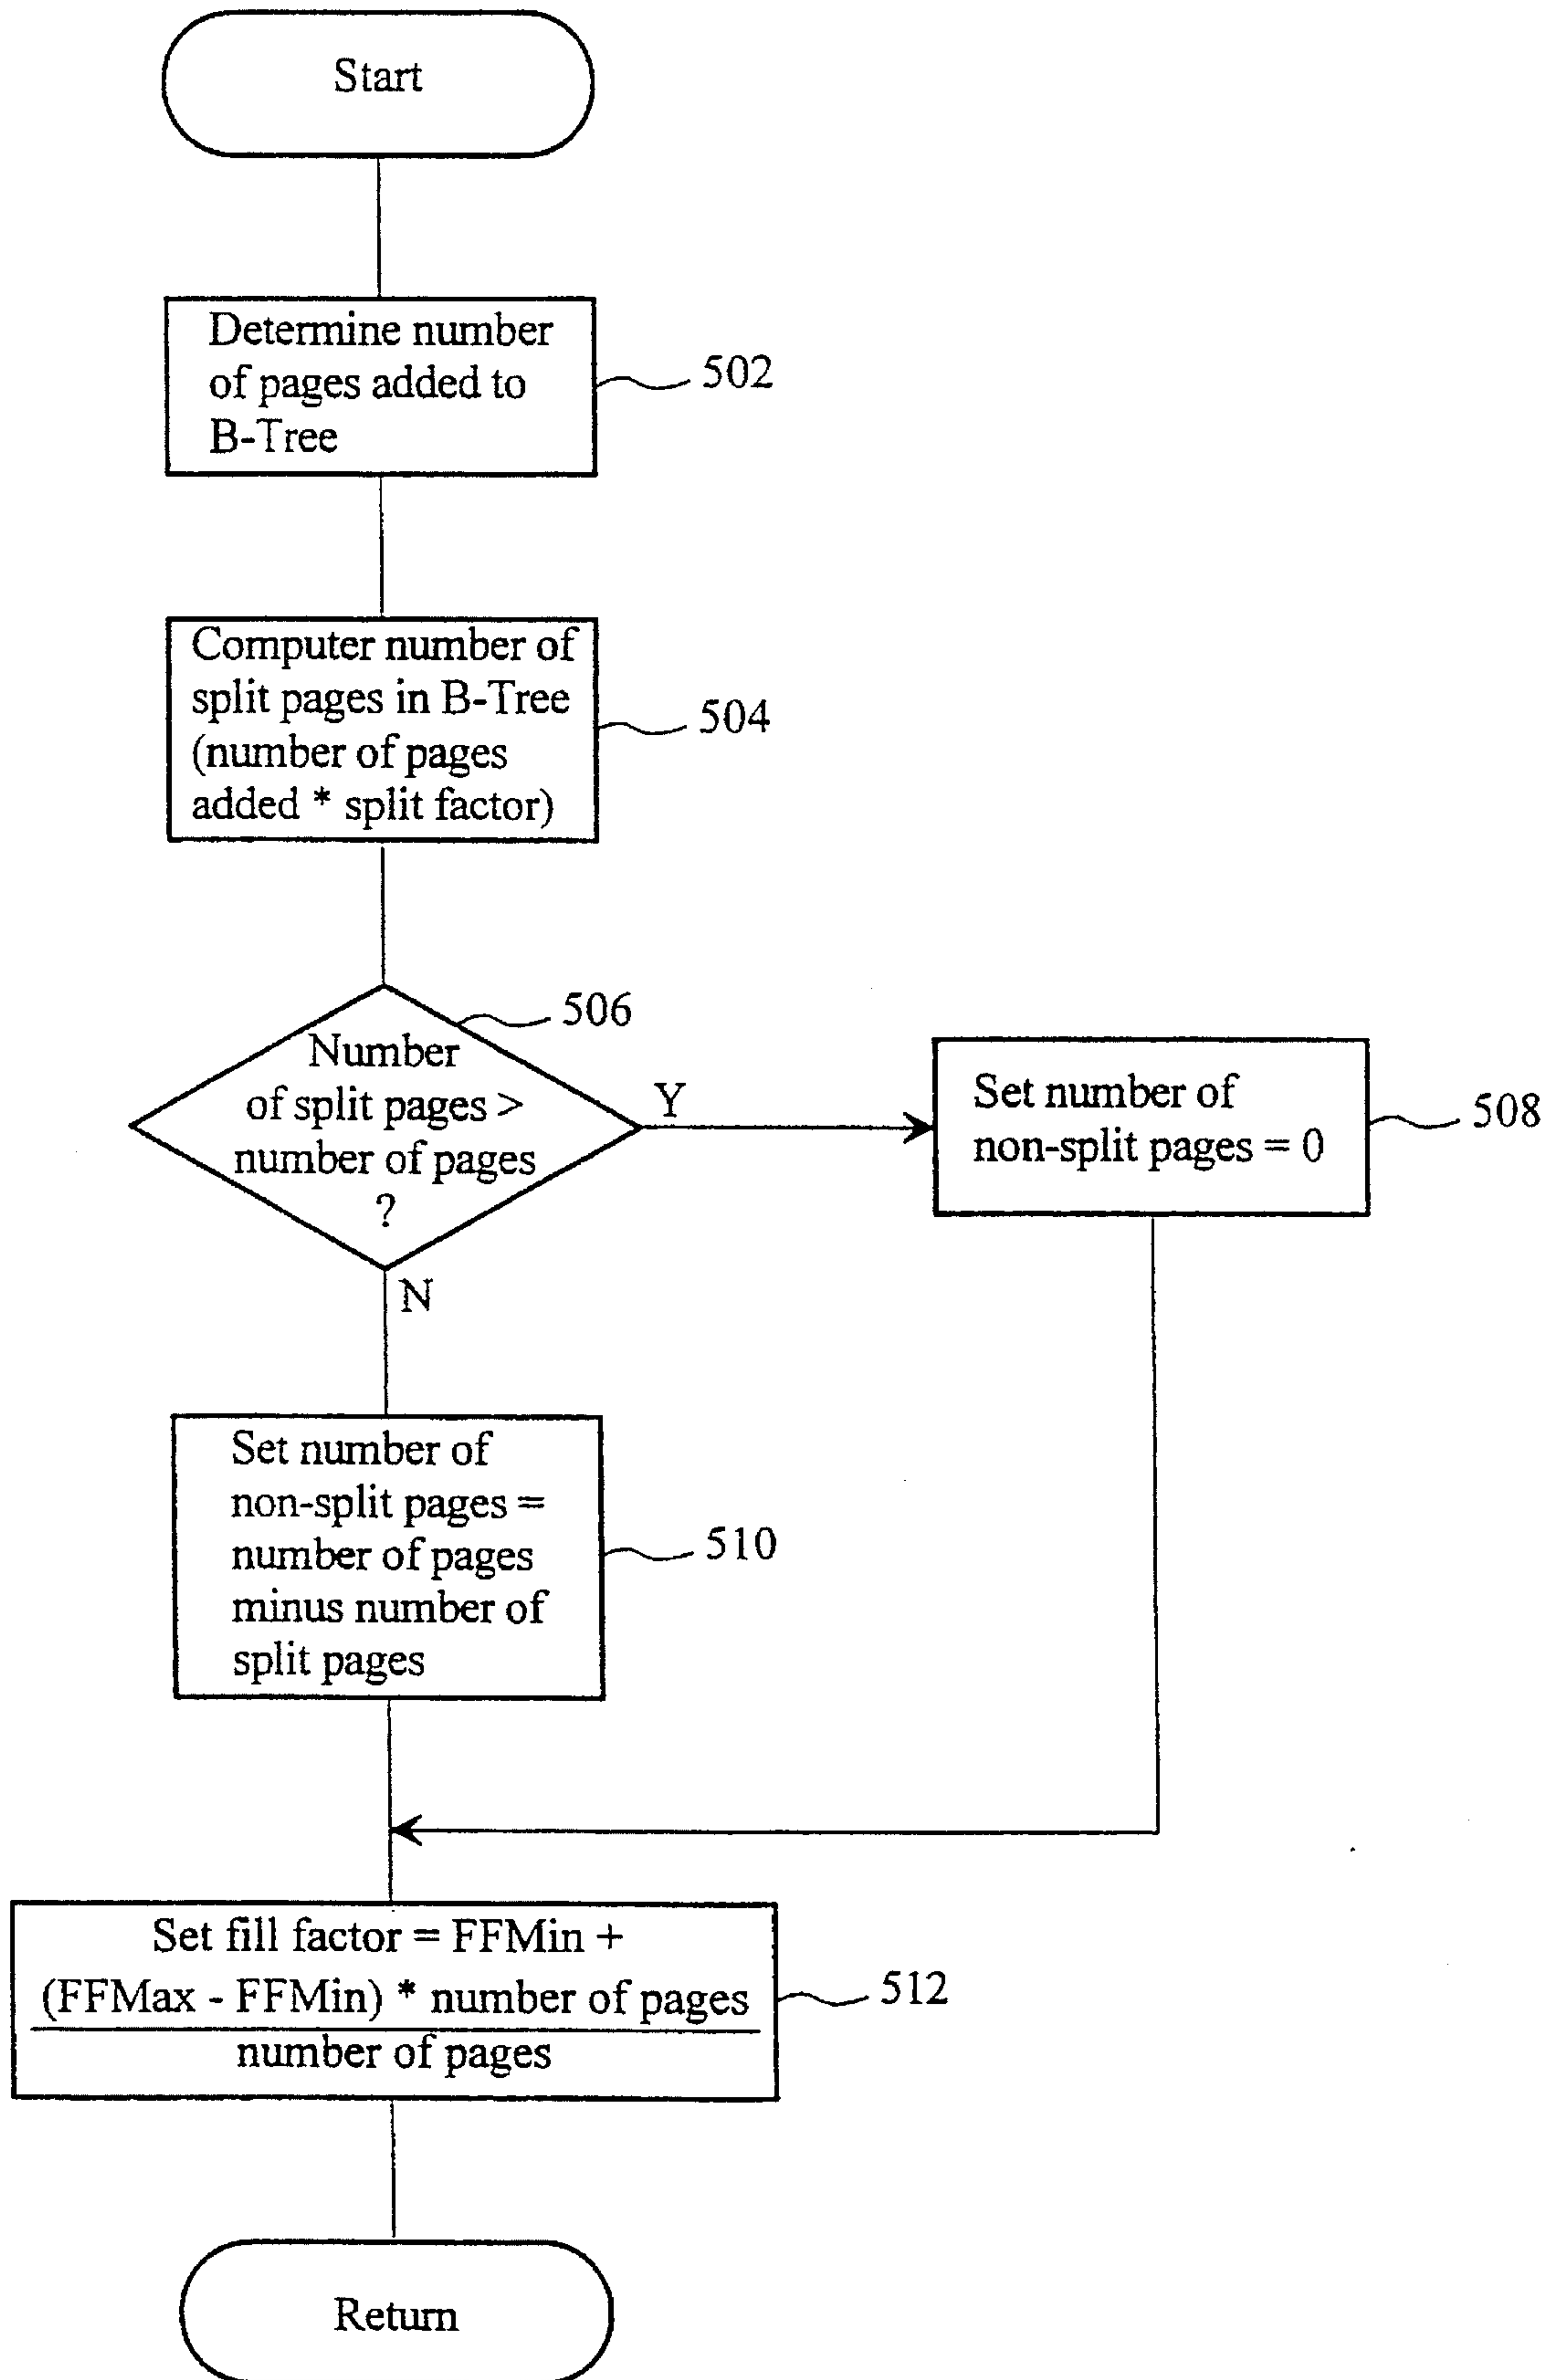 Start
Determine number
of pages added to
B-Tree
502
Computer number of
split pages in B-Tree
(number of pages
added * split factor)
504
506
Number
of split pages >
number of pages
?
Y
N
Set number of
non-split pages = 0
508
Set number of
non-split pages =
number of pages
minus number of
split pages
510
Set fill factor = FFMin +
(FFMax - FFMin) * number of pages
number of pages
512
Return